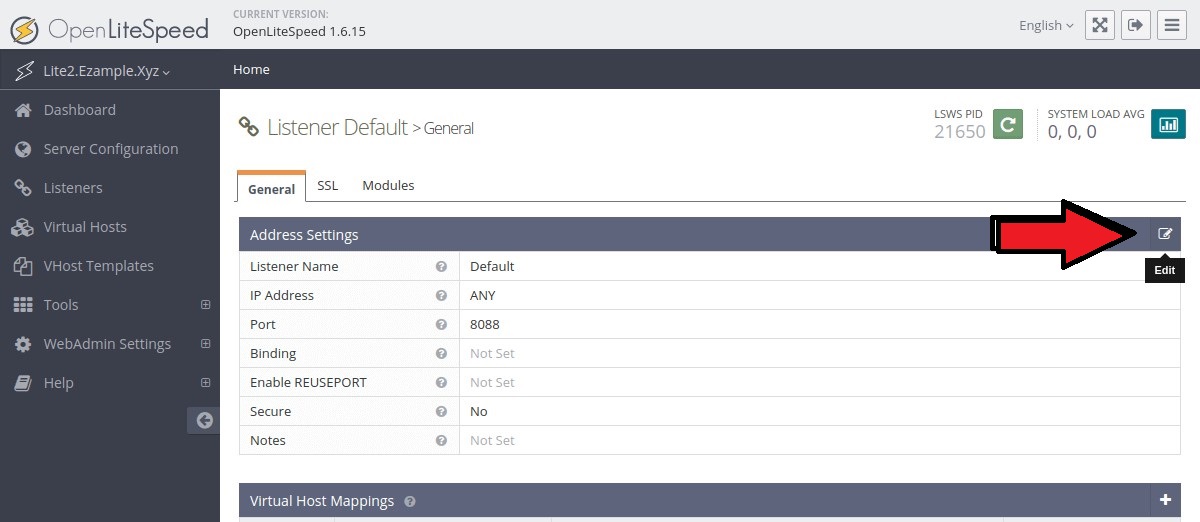 OpenLiteSpeed
CURRENT VERSION:
OpenLiteSpeed 1.6.15
English
Lite2.Ezample.Xyz
Home
Dashboard
Server Configuration
Listeners
Virtual Hosts
VHost Templates
Tools
WebAdmin Settings
Help
Listener Default > General
LSWS PID
21650
SYSTEM LOAD AVG
0, 0, 0
General SSL Modules
Address Settings
Edit
Listener Name Default
IP Address ANY
Port 8088
Binding Not Set
Enable REUSEPORT Not Set
Secure No
Notes Not Set
Virtual Host Mappings